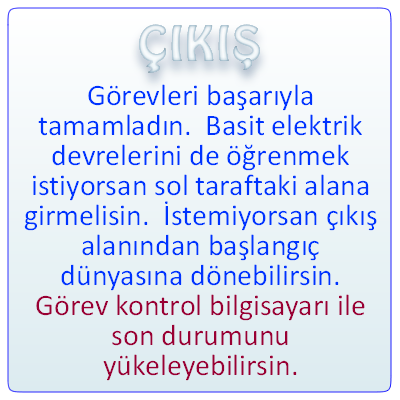 ÇIKIŞ
Görevleri başarıyla
tamamladın.  Basit elektrik
devrelerini de öğrenmek
istiyorsan sol taraftaki alana
girmelisin.  İstemiyorsan çıkış
alanından başlangıç
dünyasına dönebilirsin.
Görev kontrol bilgisayarı ile
son durumunu
yükeleyebilirsin.